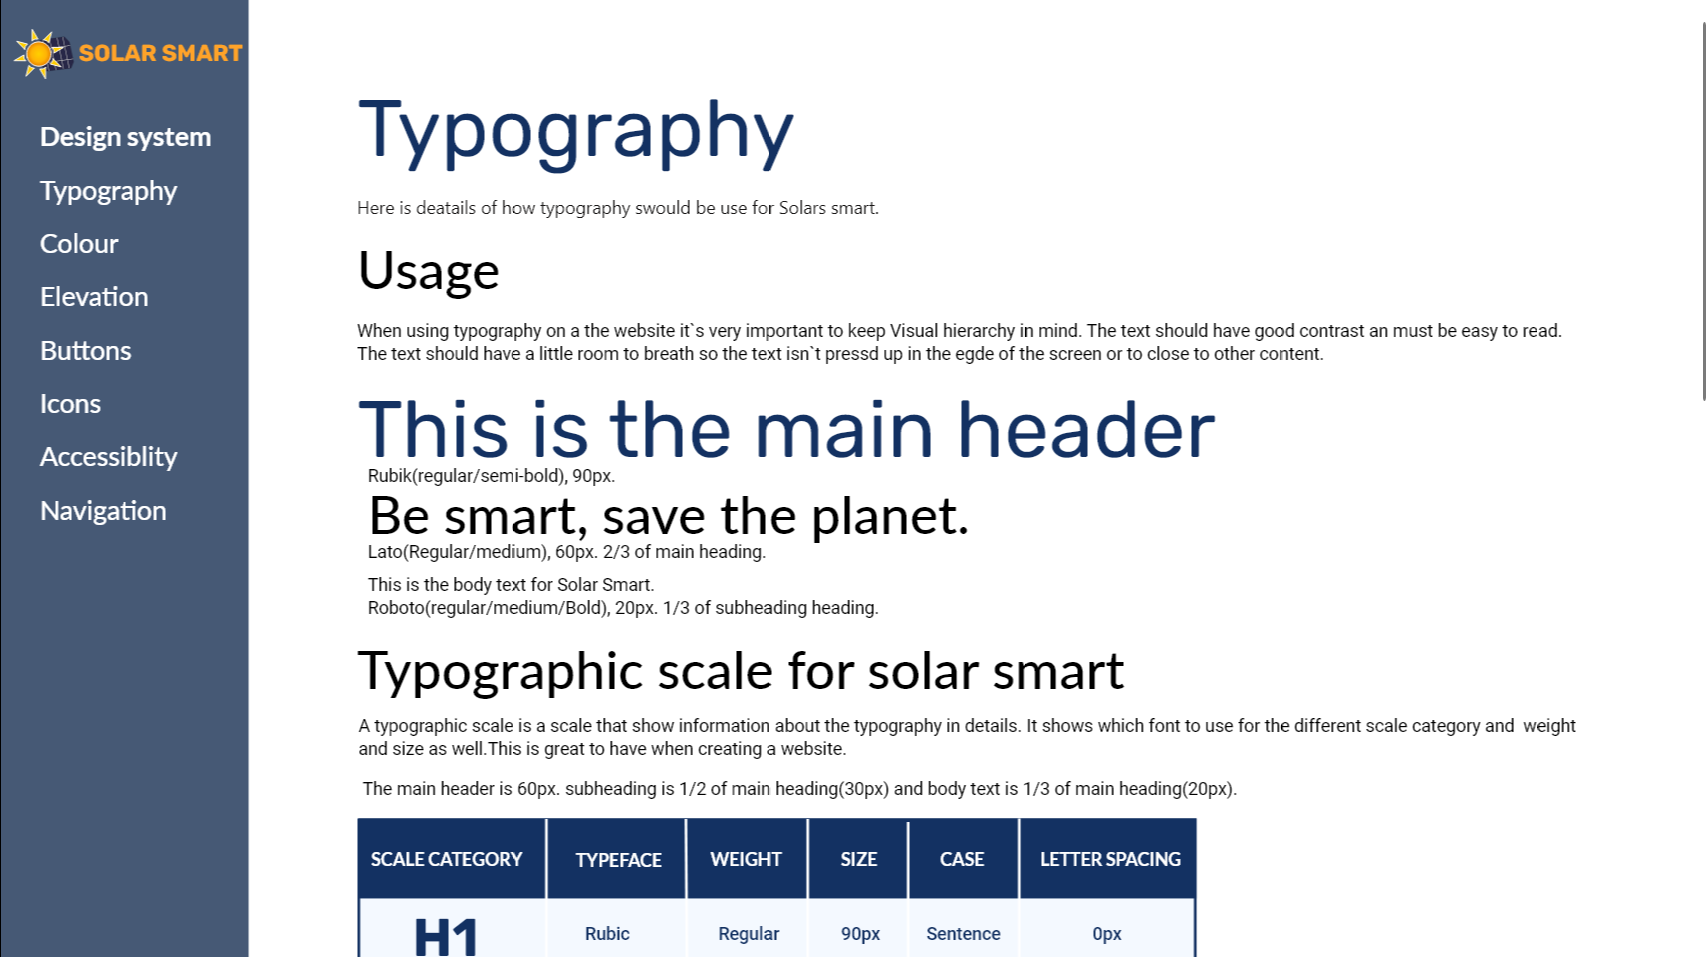 SOLAR SMART
Design system
Typography
Colour
Elevation
Buttons
Icons
Accessiblity
Navigation
Typography
Here is deatails of how typography swould be use for Solars smart.
Usage
When using typography on a the website it`s very important to keep Visual hierarchy in mind. The text should have good contrast an must be easy to read.
The text should have a little room to breath so the text isn`t pressd up in the egde of the screen or to close to other content.
This is the main header
Rubik(regular/semi-bold), 90px.
Be smart, save the planet.
Lato(Regular/medium), 60px. 2/3 of main heading.
This is the body text for Solar Smart.
Roboto(regular/medium/Bold), 20px. 1/3 of subheading heading.
Typographic scale for solar smart
A typographic scale is a scale that show information about the typography in details. It shows which font to use for the different scale category and  weight
and size as well.This is great to have when creating a website.
The main header is 60px. subheading is 1/2 of main heading(30px) and body text is 1/3 of main heading(20px).
SCALE CATEGORY TYPEFACE WEIGHT SIZE CASE LETTER SPACING
H1 Rubic Regular 90px Sentence 0px